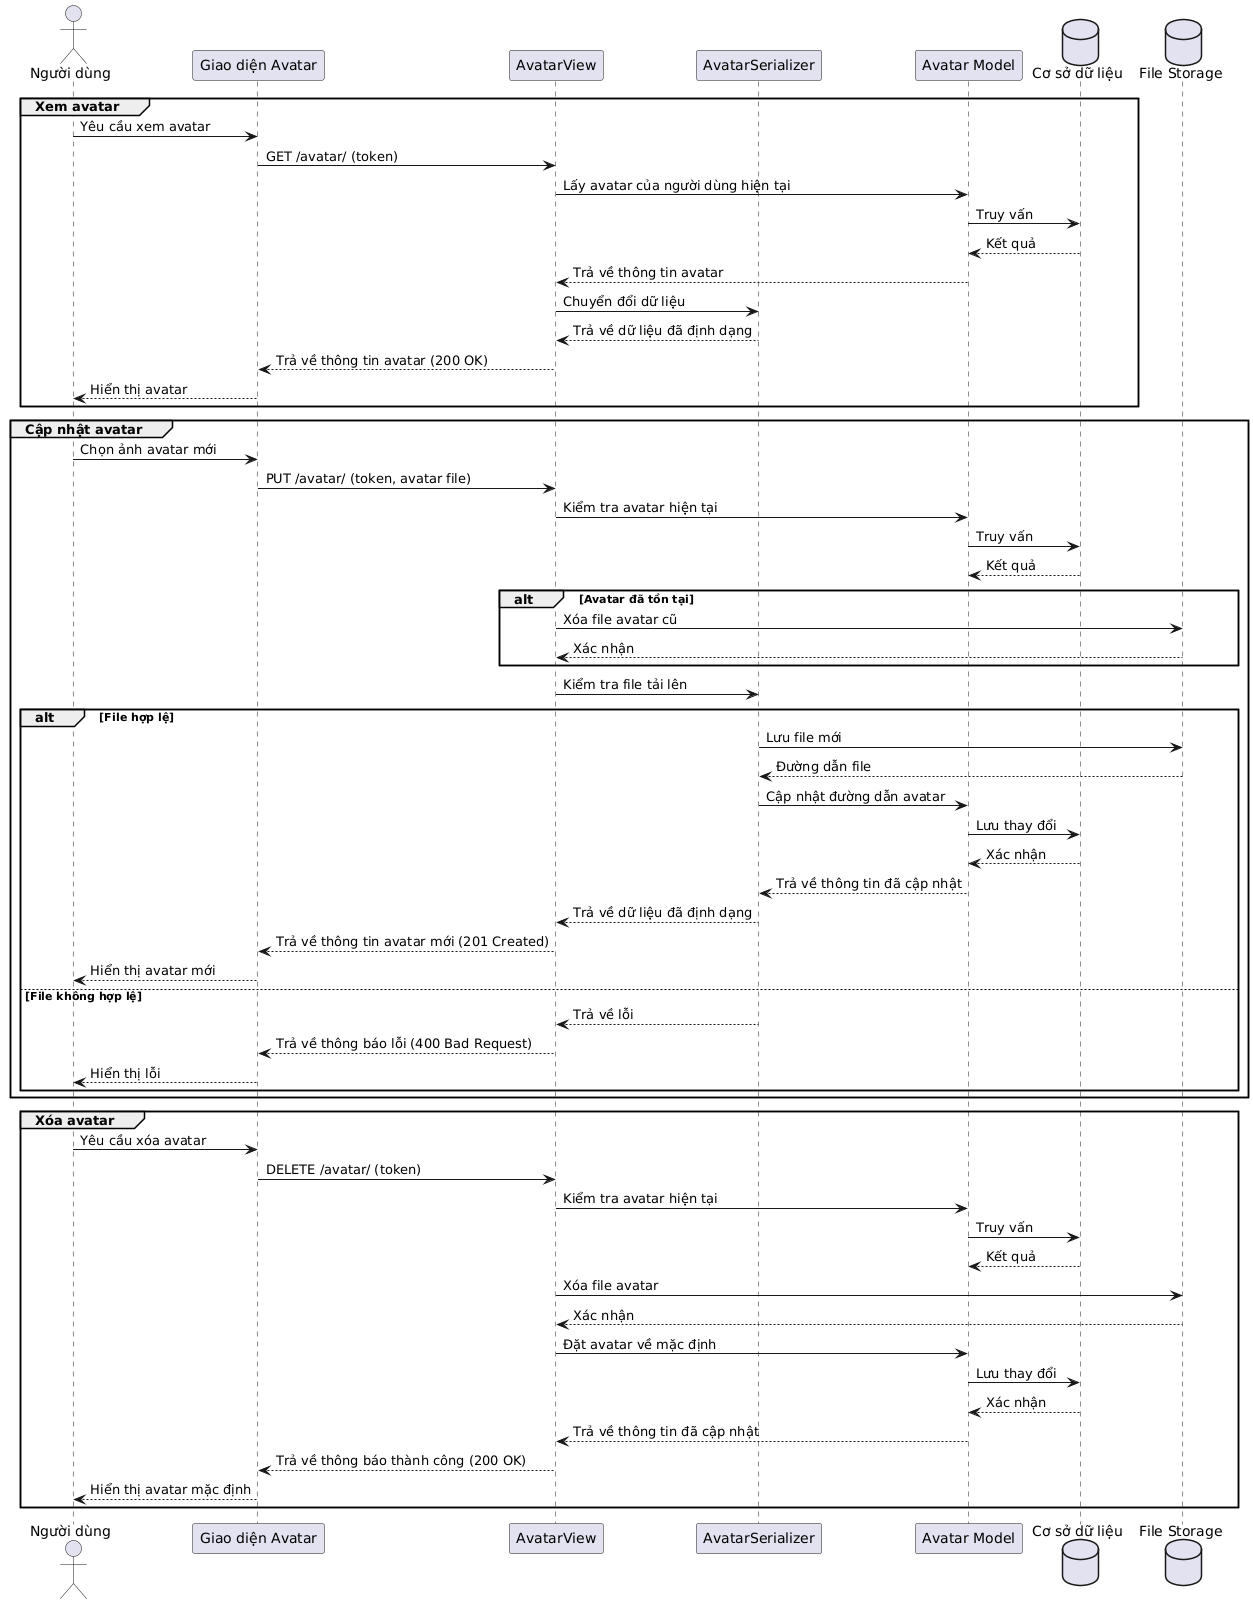 Người dùng
Giao diện Avatar
AvatarView
AvatarSerializer
Avatar Model
Cơ sở dữ liệu
File Storage
Xem avatar
Yêu cầu xem avatar
GET /avatar/ (token)
Lấy avatar của người dùng hiện tại
Truy vấn
Kết quả
Trả về thông tin avatar
Chuyển đổi dữ liệu
Trả về dữ liệu đã định dạng
Trả về thông tin avatar (200 OK)
Hiển thị avatar
Cập nhật avatar
Chọn ảnh avatar mới
PUT /avatar/ (token, avatar file)
Kiểm tra avatar hiện tại
Truy vấn
Kết quả
alt [Avatar đã tồn tại]
Xóa file avatar cũ
Xác nhận
Kiểm tra file tải lên
alt [File hợp lệ]
Lưu file mới
Đường dẫn file
Cập nhật đường dẫn avatar
Lưu thay đổi
Xác nhận
Trả về thông tin đã cập nhật
Trả về dữ liệu đã định dạng
Trả về thông tin avatar mới (201 Created)
Hiển thị avatar mới
[File không hợp lệ]
Trả về lỗi
Trả về thông báo lỗi (400 Bad Request)
Hiển thị lỗi
Xóa avatar
Yêu cầu xóa avatar
DELETE /avatar/ (token)
Kiểm tra avatar hiện tại
Truy vấn
Kết quả
Xóa file avatar
Xác nhận
Đặt avatar về mặc định
Lưu thay đổi
Xác nhận
Trả về thông tin đã cập nhật
Trả về thông báo thành công (200 OK)
Hiển thị avatar mặc định
Người dùng
Giao diện Avatar
AvatarView
AvatarSerializer
Avatar Model
Cơ sở dữ liệu
File Storage